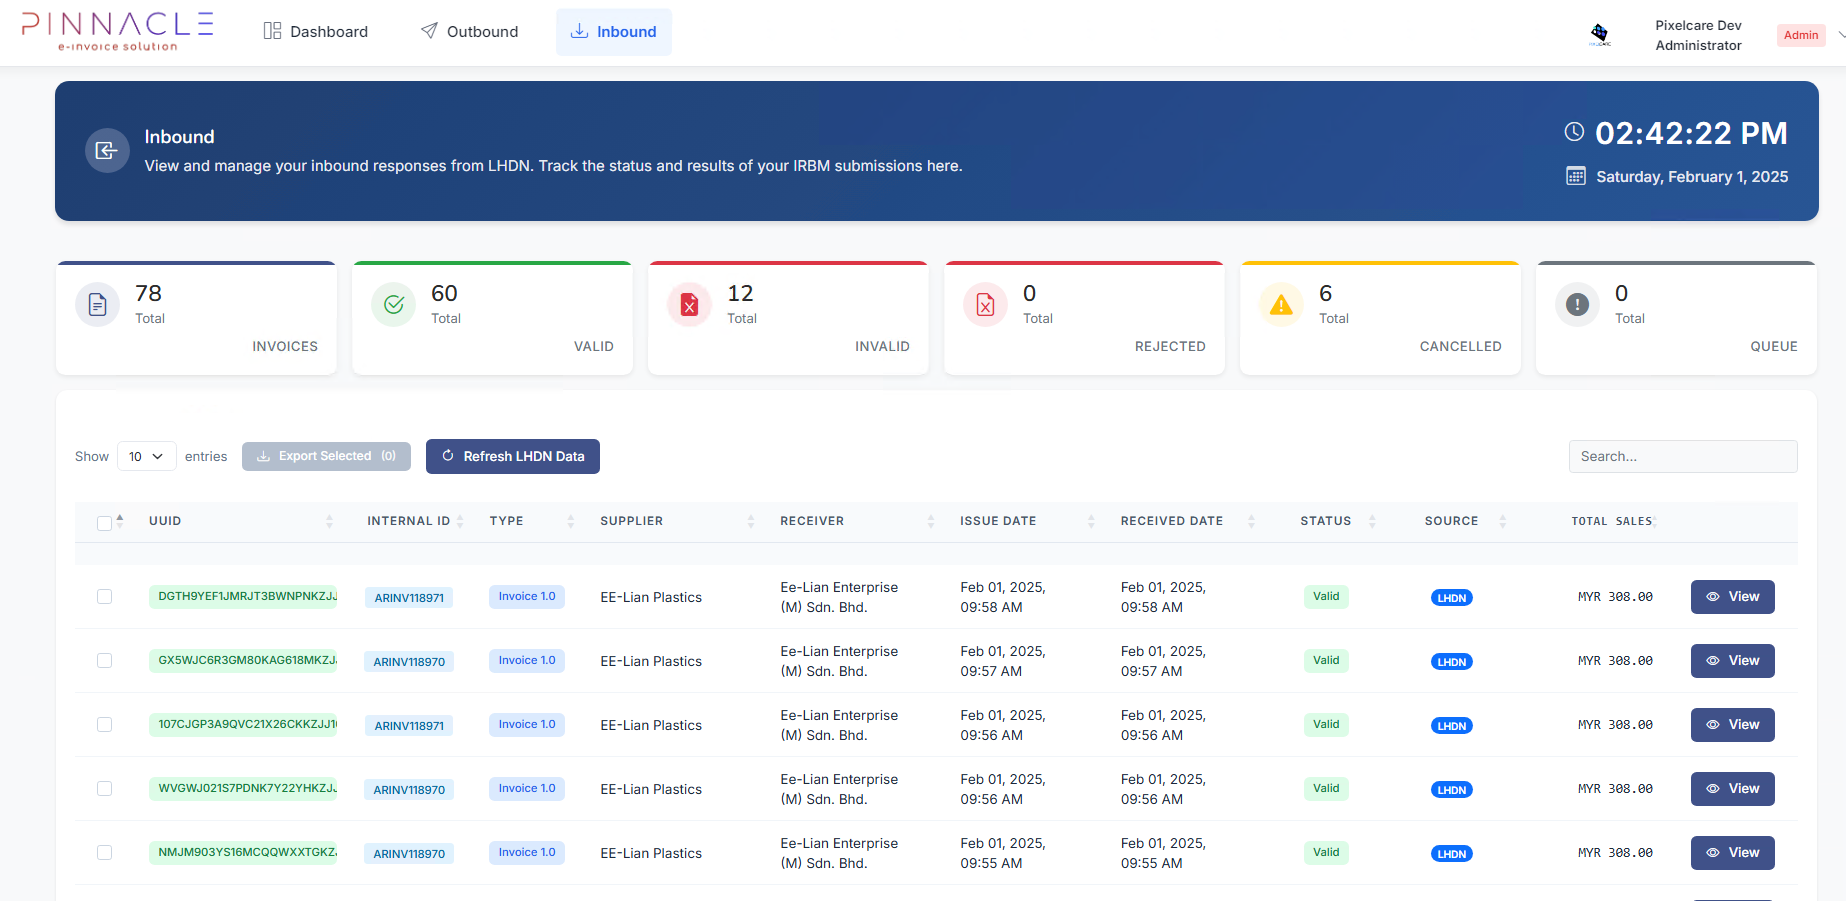 PINNACLE
e-invoice solution
Dashboard
Outbound
Inbound
Pixelcare Dev
Administrator
Admin
Inbound
View and manage your inbound responses from LHDN. Track the status and results of your IRBM submissions here.
02:42:22 PM
Saturday, February 1, 2025
78
Total
INVOICES
60
Total
VALID
12
Total
INVALID
0
Total
REJECTED
6
Total
CANCELLED
0
Total
QUEUE
Show 10 entries
Export Selected (0)
Refresh LHDN Data
Search...
UUID INTERNAL ID TYPE SUPPLIER RECEIVER ISSUE DATE RECEIVED DATE STATUS SOURCE TOTAL SALES
DGTH9YEF1JMRJT3BWNPNKZJJ ARINV118971 Invoice 1.0 EE-Lian Plastics Ee-Lian Enterprise Feb 01, 2025, Feb 01, 2025, Valid LHDN MYR 308.00 View
(M) Sdn. Bhd. 09:58 AM 09:58 AM
GX5WJC6R3GM80KAG618MKZJ ARINV118970 Invoice 1.0 EE-Lian Plastics Ee-Lian Enterprise Feb 01, 2025, Feb 01, 2025, Valid LHDN MYR 308.00 View
(M) Sdn. Bhd. 09:57 AM 09:57 AM
107CJGP3A9QVC21X26CKKZJJ1 ARINV118971 Invoice 1.0 EE-Lian Plastics Ee-Lian Enterprise Feb 01, 2025, Feb 01, 2025, Valid LHDN MYR 308.00 View
(M) Sdn. Bhd. 09:56 AM 09:56 AM
WVGWJ021S7PDNK7Y22YHKZJ ARINV118970 Invoice 1.0 EE-Lian Plastics Ee-Lian Enterprise Feb 01, 2025, Feb 01, 2025, Valid LHDN MYR 308.00 View
(M) Sdn. Bhd. 09:56 AM 09:56 AM
NMJM903YS16MCQQWXXTGKZ ARINV118970 Invoice 1.0 EE-Lian Plastics Ee-Lian Enterprise Feb 01, 2025, Feb 01, 2025, Valid LHDN MYR 308.00 View
(M) Sdn. Bhd. 09:55 AM 09:55 AM